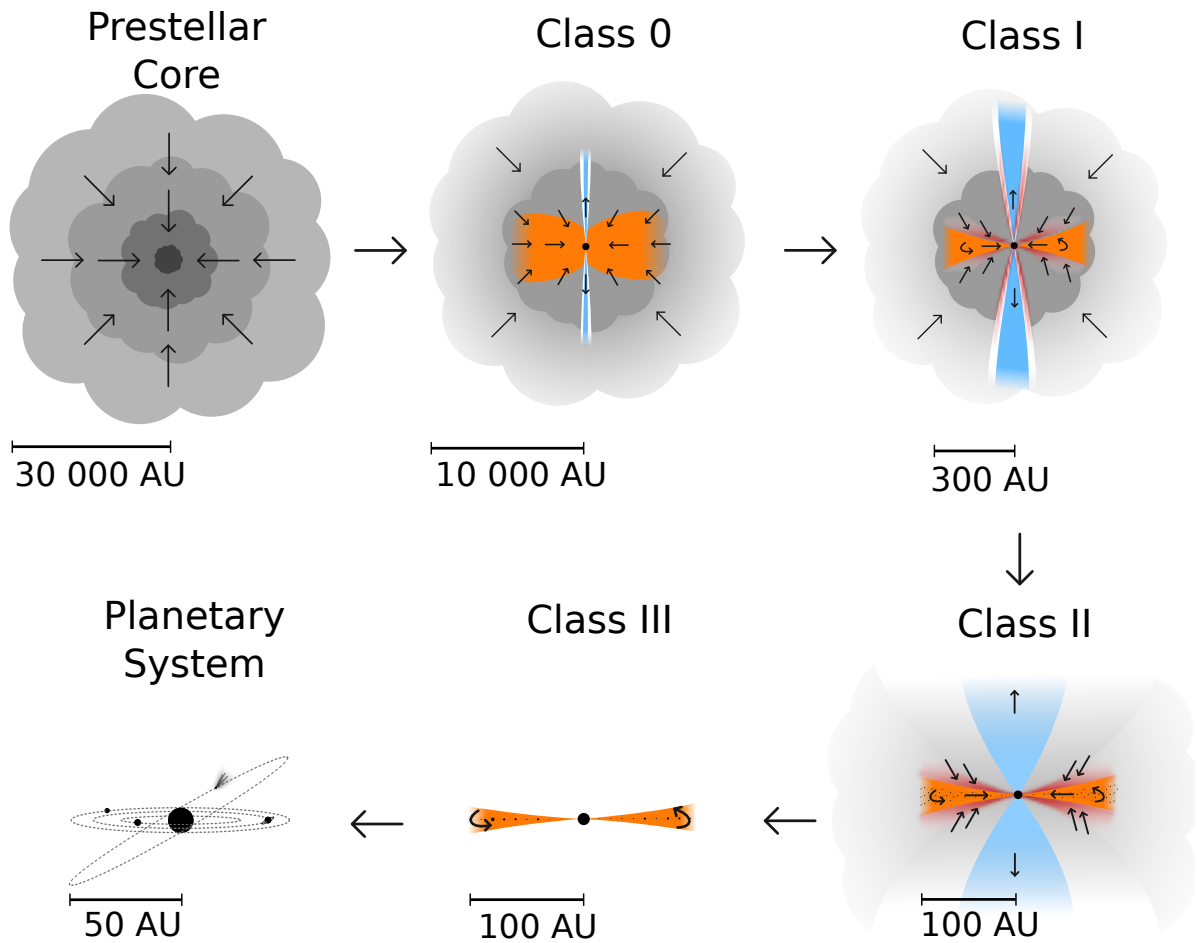 Prestellar
Core
Class 0
Class I
30 000 AU
10 000 AU
300 AU
Planetary
System
Class III
Class II
50 AU
100 AU
100 AU